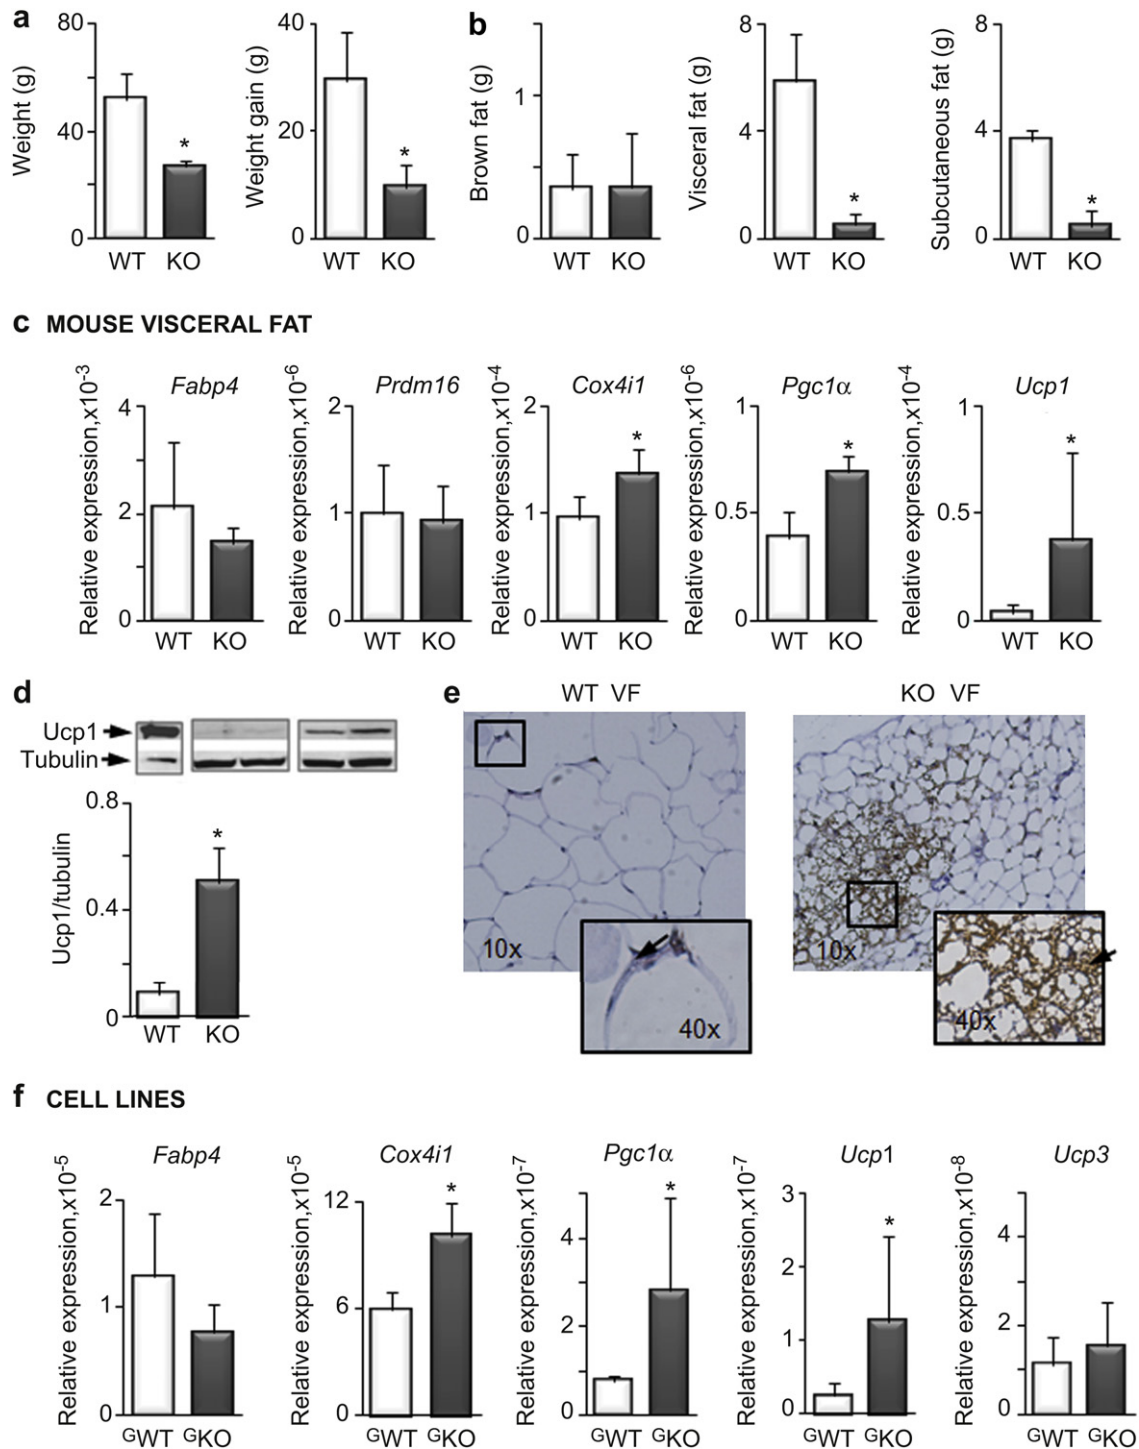 a
Weight (g)
80
40
0
WT KO
*
Weight gain (g)
40
20
0
WT KO
*
b
Brown fat (g)
1
0
WT KO
Visceral fat (g)
8
4
0
WT KO
*
Subcutaneous fat (g)
8
4
0
WT KO
*
c MOUSE VISCERAL FAT
Fabp4
Relative expression,x10-3
4
2
0
WT KO
Prdm16
Relative expression,x10-6
2
1
0
WT KO
Cox4i1
Relative expression,x10-4
2
1
0
WT KO
*
Pgc1α
Relative expression,x10-6
1
0.5
0
WT KO
*
Ucp1
Relative expression,x10-4
1
0.5
0
WT KO
*
d
Ucp1
Tubulin
Ucp1/tubulin
0.8
0.4
0
WT KO
*
e
WT VF
10x
40x
KO VF
10x
40x
f CELL LINES
Fabp4
Relative expression,x10-5
2
1
0
GWT GKO
Cox4i1
Relative expression,x10-5
12
6
0
GWT GKO
*
Pgc1α
Relative expression,x10-7
4
2
0
GWT GKO
*
Ucp1
Relative expression,x10-7
3
2
1
0
GWT GKO
*
Ucp3
Relative expression,x10-8
4
2
0
GWT GKO